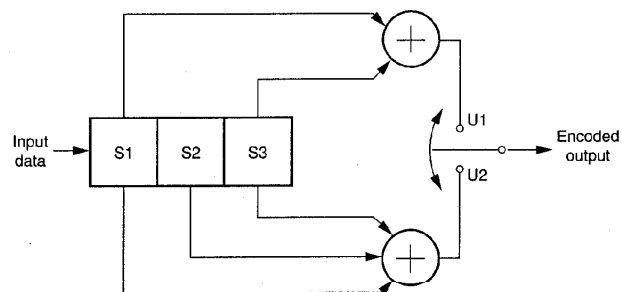 Input data
S1 S2 S3
U1
U2
Encoded output